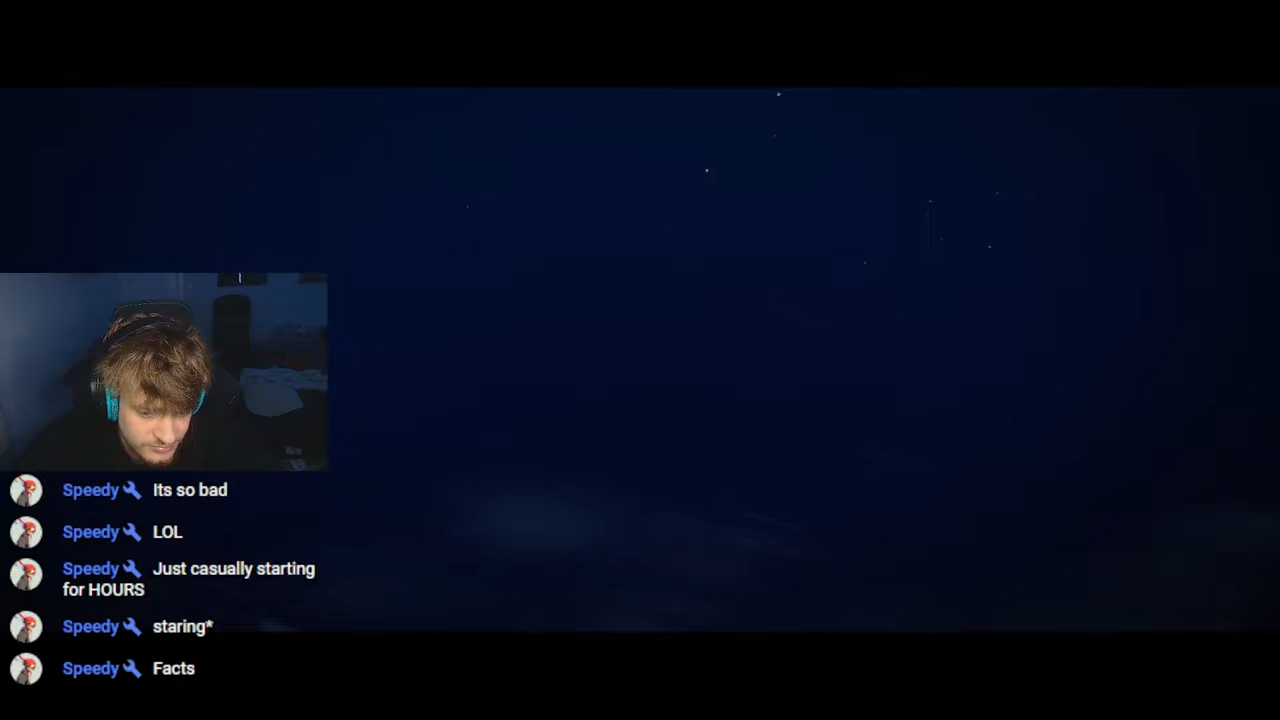 Speedy Its so bad
Speedy LOL
Speedy Just casually starting
for HOURS
Speedy staring*
Speedy Facts